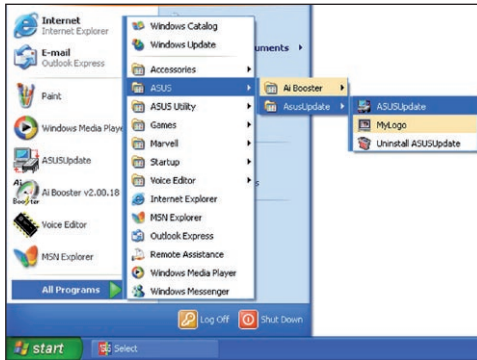 Internet
Internet Explorer
E-mail
Outlook Express
Paint
Windows Media Playe
ASUSUpdate
Ai Booster v2.00.18
Voice Editor
MSN Explorer
All Programs
Windows Catalog
Windows Update
Accessories
ASUS
ASUS Utility
Games
Marvell
Startup
Voice Editor
Internet Explorer
MSN Explorer
Outlook Express
Remote Assistance
Windows Media Player
Windows Messenger
uments
s
Ai Booster
AsusUpdate
ASUSUpdate
MyLogo
Uninstall ASUSUpdate
Log Off
Shut Down
start
Select